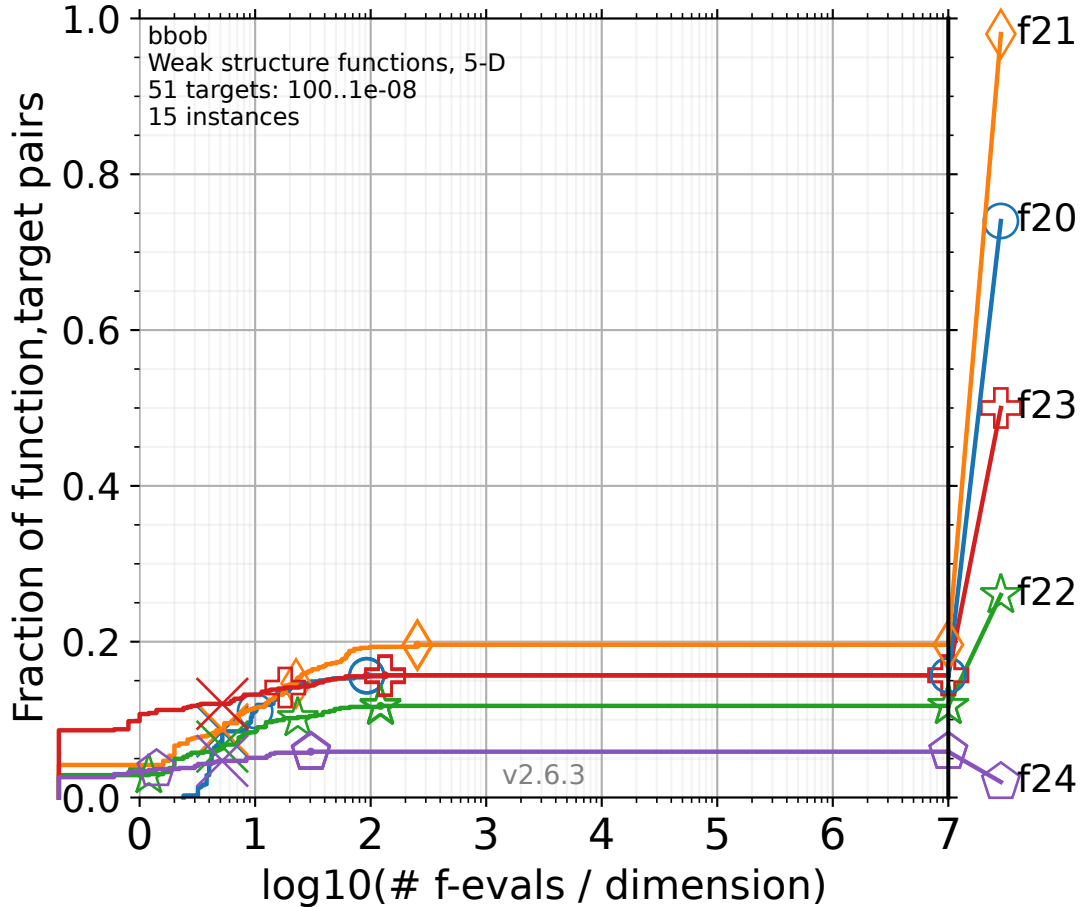 bbob
Weak structure functions, 5-D
51 targets: 100..1e-08
15 instances
Fraction of function,target pairs
1.0
0.8
0.6
0.4
0.2
0.0
f21
f20
f23
f22
f24
v2.6.3
0 1 2 3 4 5 6 7
log10(# f-evals / dimension)